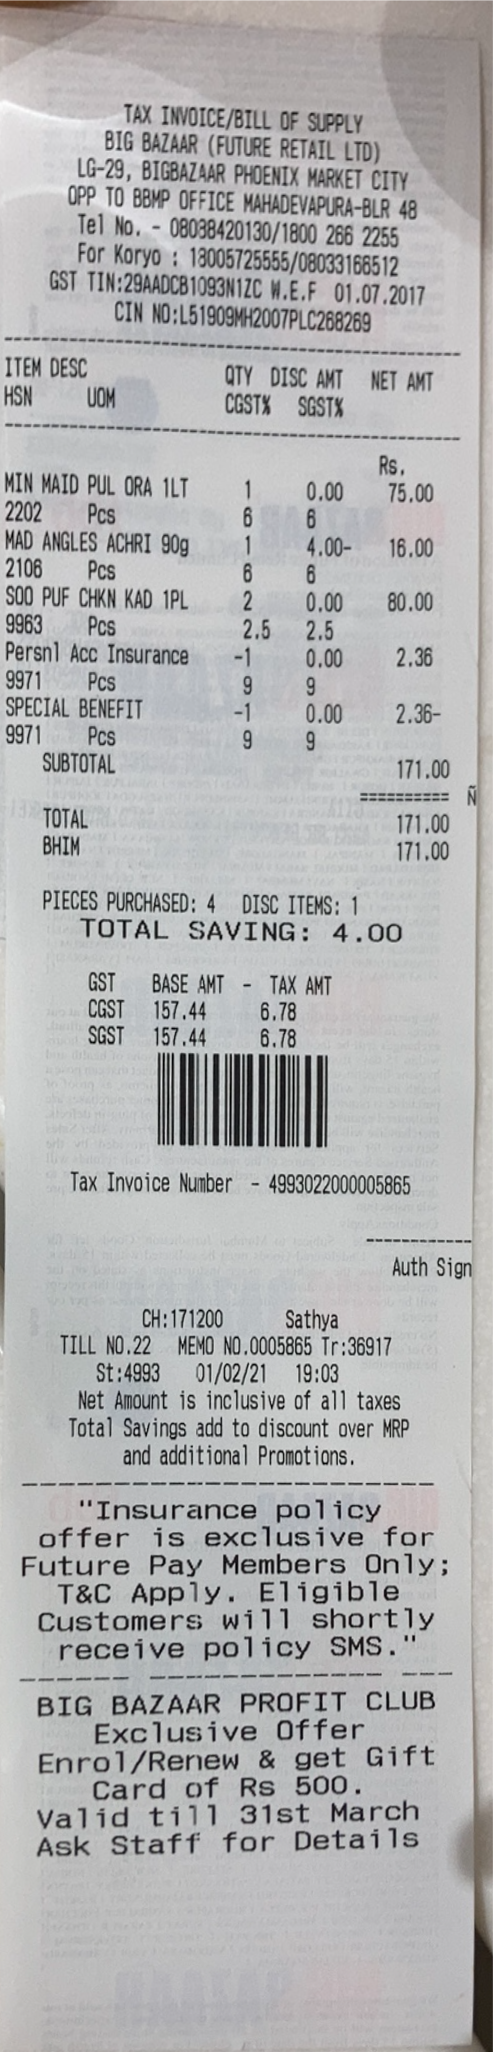 TAX INVOICE/BILL OF SUPPLY
BIG BAZAAR (FUTURE RETAIL LTD)
LG-29, BIGBAZAAR PHOENIX MARKET CITY
OPP TO BBMP OFFICE MAHADEVAPURA-BLR 48
Tel No. - 08038420130/1800 266 2255
For Koryo : 18005725555/08033166512
GST TIN:29AADCB1093N1ZC W.E.F 01.07.2017
CIN NO:L51909MH2007PLC268269
ITEM DESC QTY DISC AMT NET AMT
HSN UOM CGST% SGST%
Rs.
MIN MAID PUL ORA 1LT 1 0.00 75.00
2202 Pcs 6 6
MAD ANGLES ACHRI 90g 1 4.00- 16.00
2106 Pcs 6 6
SOO PUF CHKN KAD 1PL 2 0.00 80.00
9963 Pcs 2.5 2.5
Persnl Acc Insurance -1 0.00 2.36
9971 Pcs 9 9
SPECIAL BENEFIT -1 0.00 2.36-
9971 Pcs 9 9
SUBTOTAL 171.00
========== Ñ
TOTAL 171.00
BHIM 171.00
PIECES PURCHASED: 4 DISC ITEMS: 1
TOTAL SAVING: 4.00
GST BASE AMT - TAX AMT
CGST 157.44 6.78
SGST 157.44 6.78
Tax Invoice Number - 4993022000005865
Auth Sign
CH:171200 Sathya
TILL NO.22 MEMO NO.0005865 Tr:36917
St:4993 01/02/21 19:03
Net Amount is inclusive of all taxes
Total Savings add to discount over MRP
and additional Promotions.
"Insurance policy
offer is exclusive for
Future Pay Members Only;
T&C Apply. Eligible
Customers will shortly
receive policy SMS."
BIG BAZAAR PROFIT CLUB
Exclusive Offer
Enrol/Renew & get Gift
Card of Rs 500.
Valid till 31st March
Ask Staff for Details